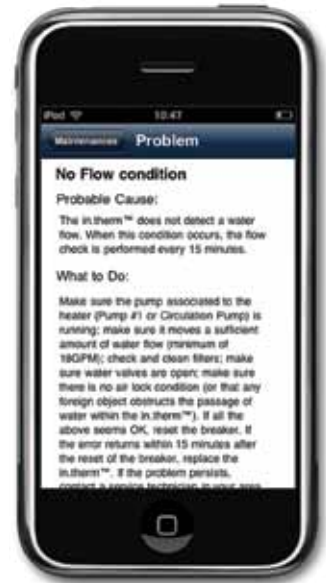 iPod 10:47
Maintenance Problem
No Flow condition
Probable Cause:
The in.therm™ does not detect a water
flow. When this condition occurs, the flow
check is performed every 15 minutes.
What to Do:
Make sure the pump associated to the
heater (Pump #1 or Circulation Pump) is
running; make sure it moves a sufficient
amount of water flow (minimum of
18GPM); check and clean filters; make
sure water valves are open; make sure
there is no air lock condition (or that any
foreign object obstructs the passage of
water within the in.therm™). If all the
above seems OK, reset the breaker. If
the error returns within 15 minutes after
the reset of the breaker, replace the
in.therm™. If the problem persists,
contact a service technician in your area